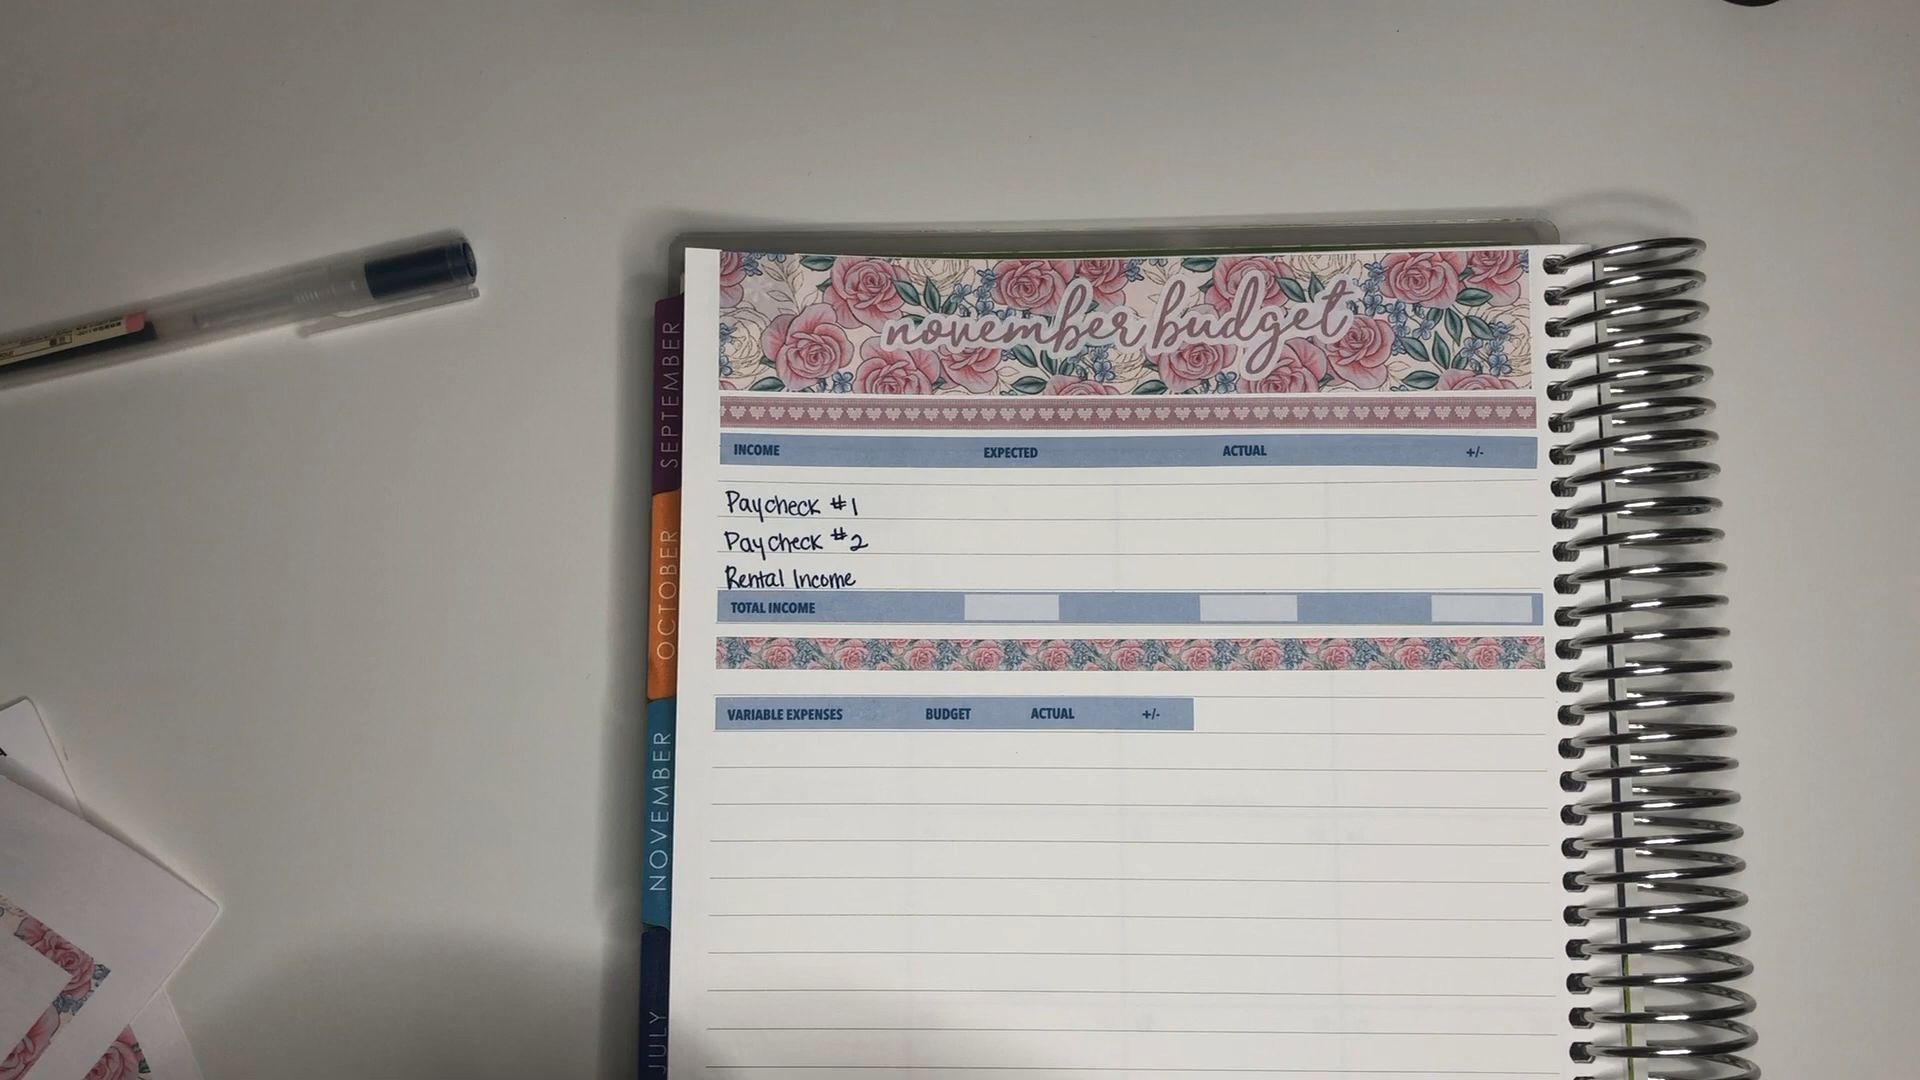 november budget
INCOME EXPECTED ACTUAL +/-
Paycheck #1
Paycheck #2
Rental Income
TOTAL INCOME
VARIABLE EXPENSES BUDGET ACTUAL +/-
SEPTEMBER
OCTOBER
NOVEMBER
JULY